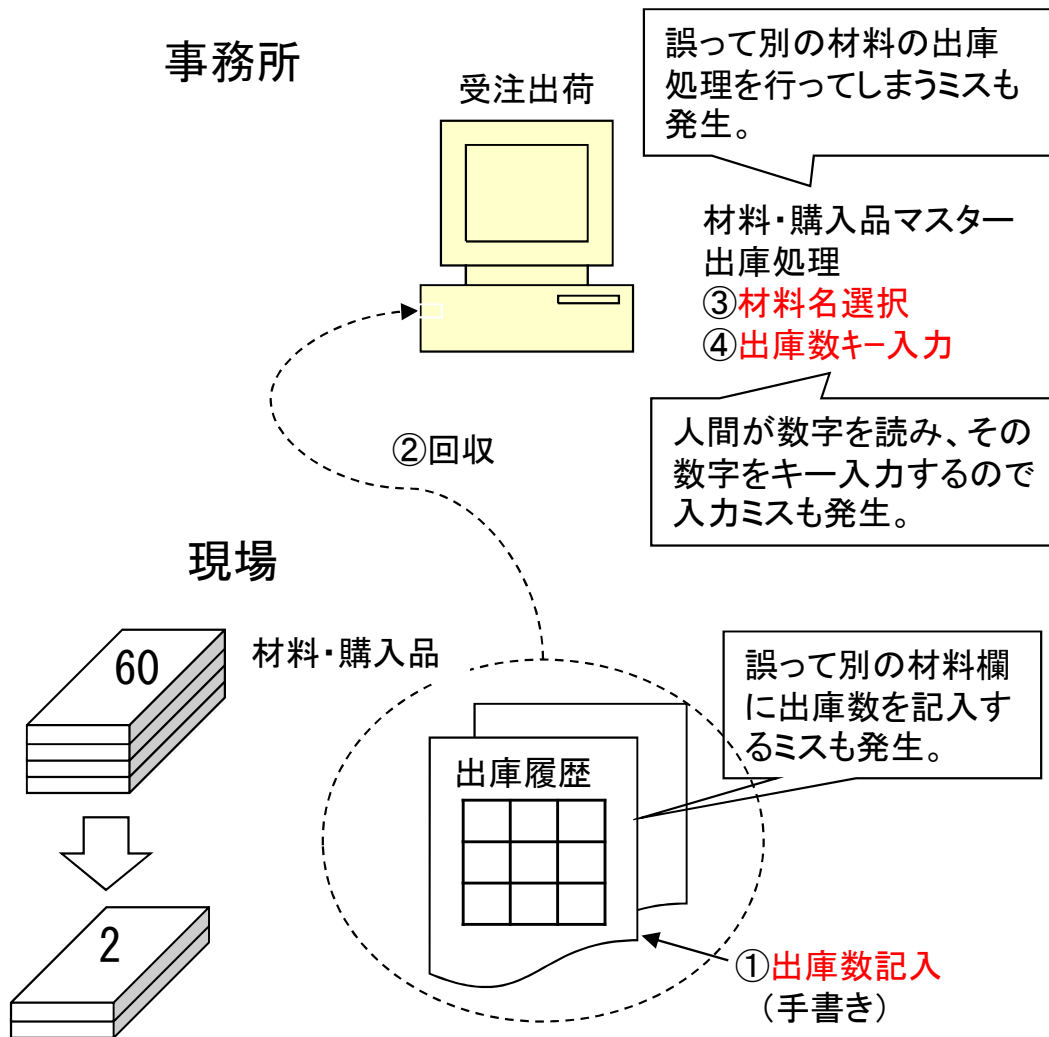 事務所
受注出荷
誤って別の材料の出庫
処理を行ってしまうミスも
発生。
材料・購入品マスター
出庫処理
③材料名選択
④出庫数キー入力
人間が数字を読み、その
数字をキー入力するので
入力ミスも発生。
②回収
現場
材料・購入品
60
2
誤って別の材料欄
に出庫数を記入す
るミスも発生。
出庫履歴
①出庫数記入
（手書き）